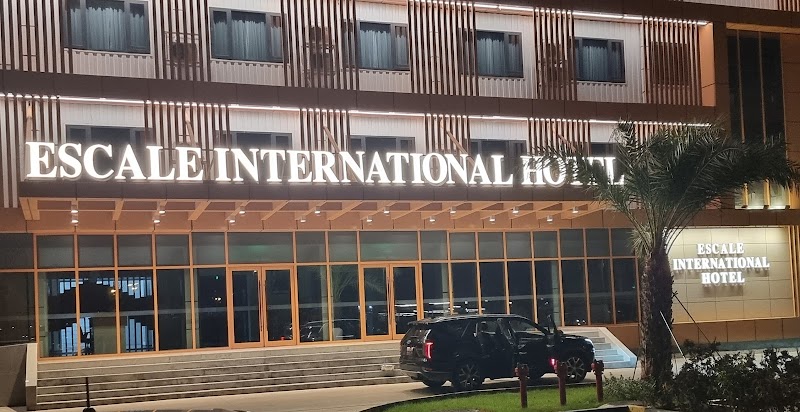 ESCALE INTERNATIONAL HOTEL
ESCALE
INTERNATIONAL
HOTEL